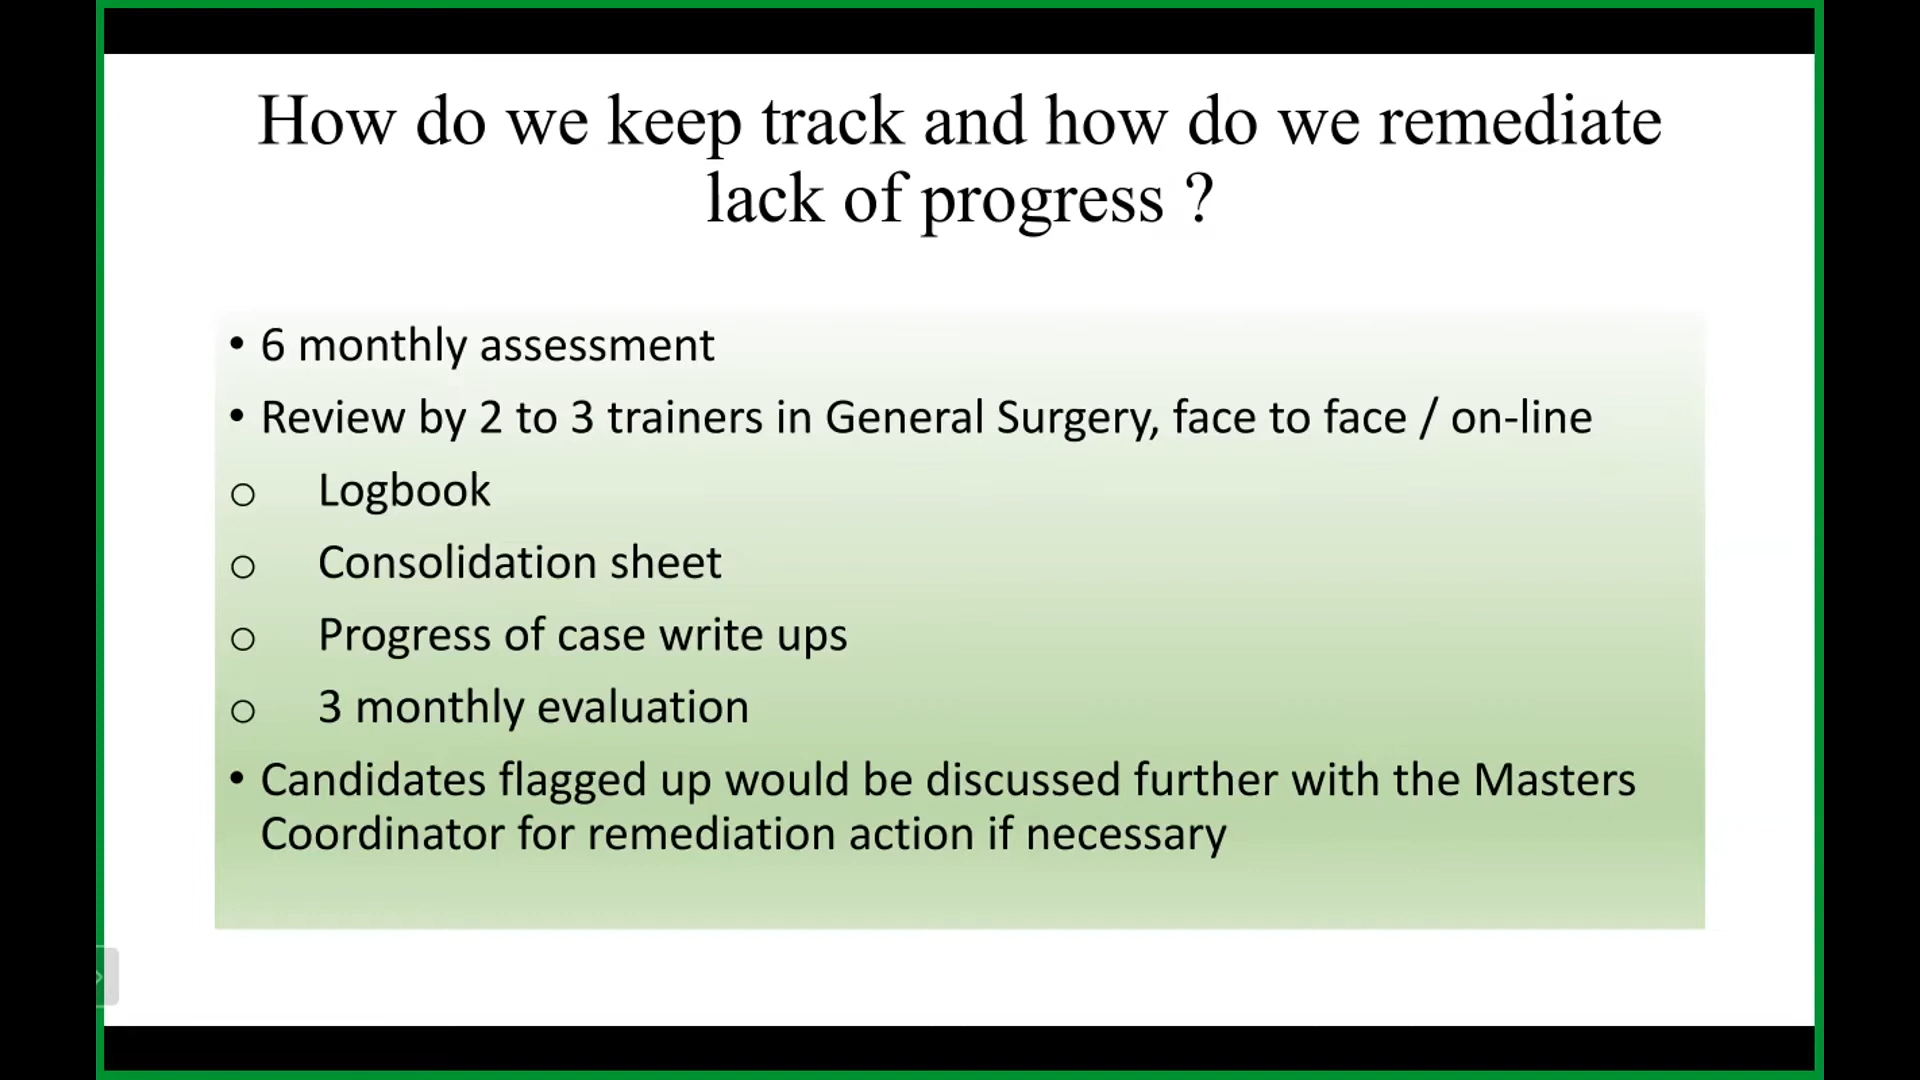 How do we keep track and how do we remediate
lack of progress ?
• 6 monthly assessment
• Review by 2 to 3 trainers in General Surgery, face to face / on-line
o Logbook
o Consolidation sheet
o Progress of case write ups
o 3 monthly evaluation
• Candidates flagged up would be discussed further with the Masters
Coordinator for remediation action if necessary